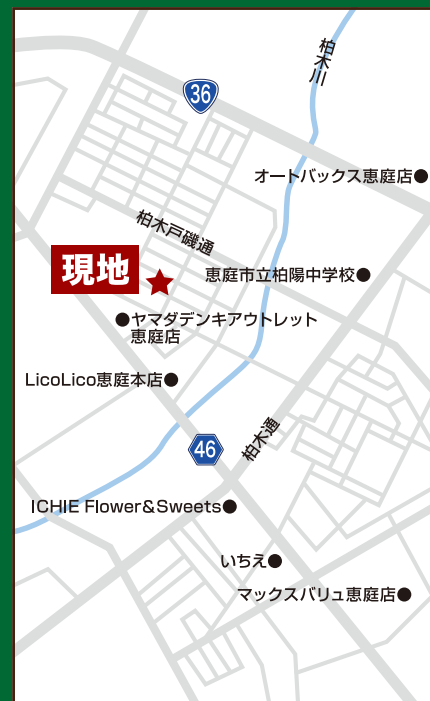 柏木川
36
オートバックス恵庭店
柏木戸磯通
現地
恵庭市立柏陽中学校
ヤマダデンキアウトレット
恵庭店
LicoLico恵庭本店
柏木通
46
ICHIE Flower&Sweets
いちえ
マックスバリュ恵庭店